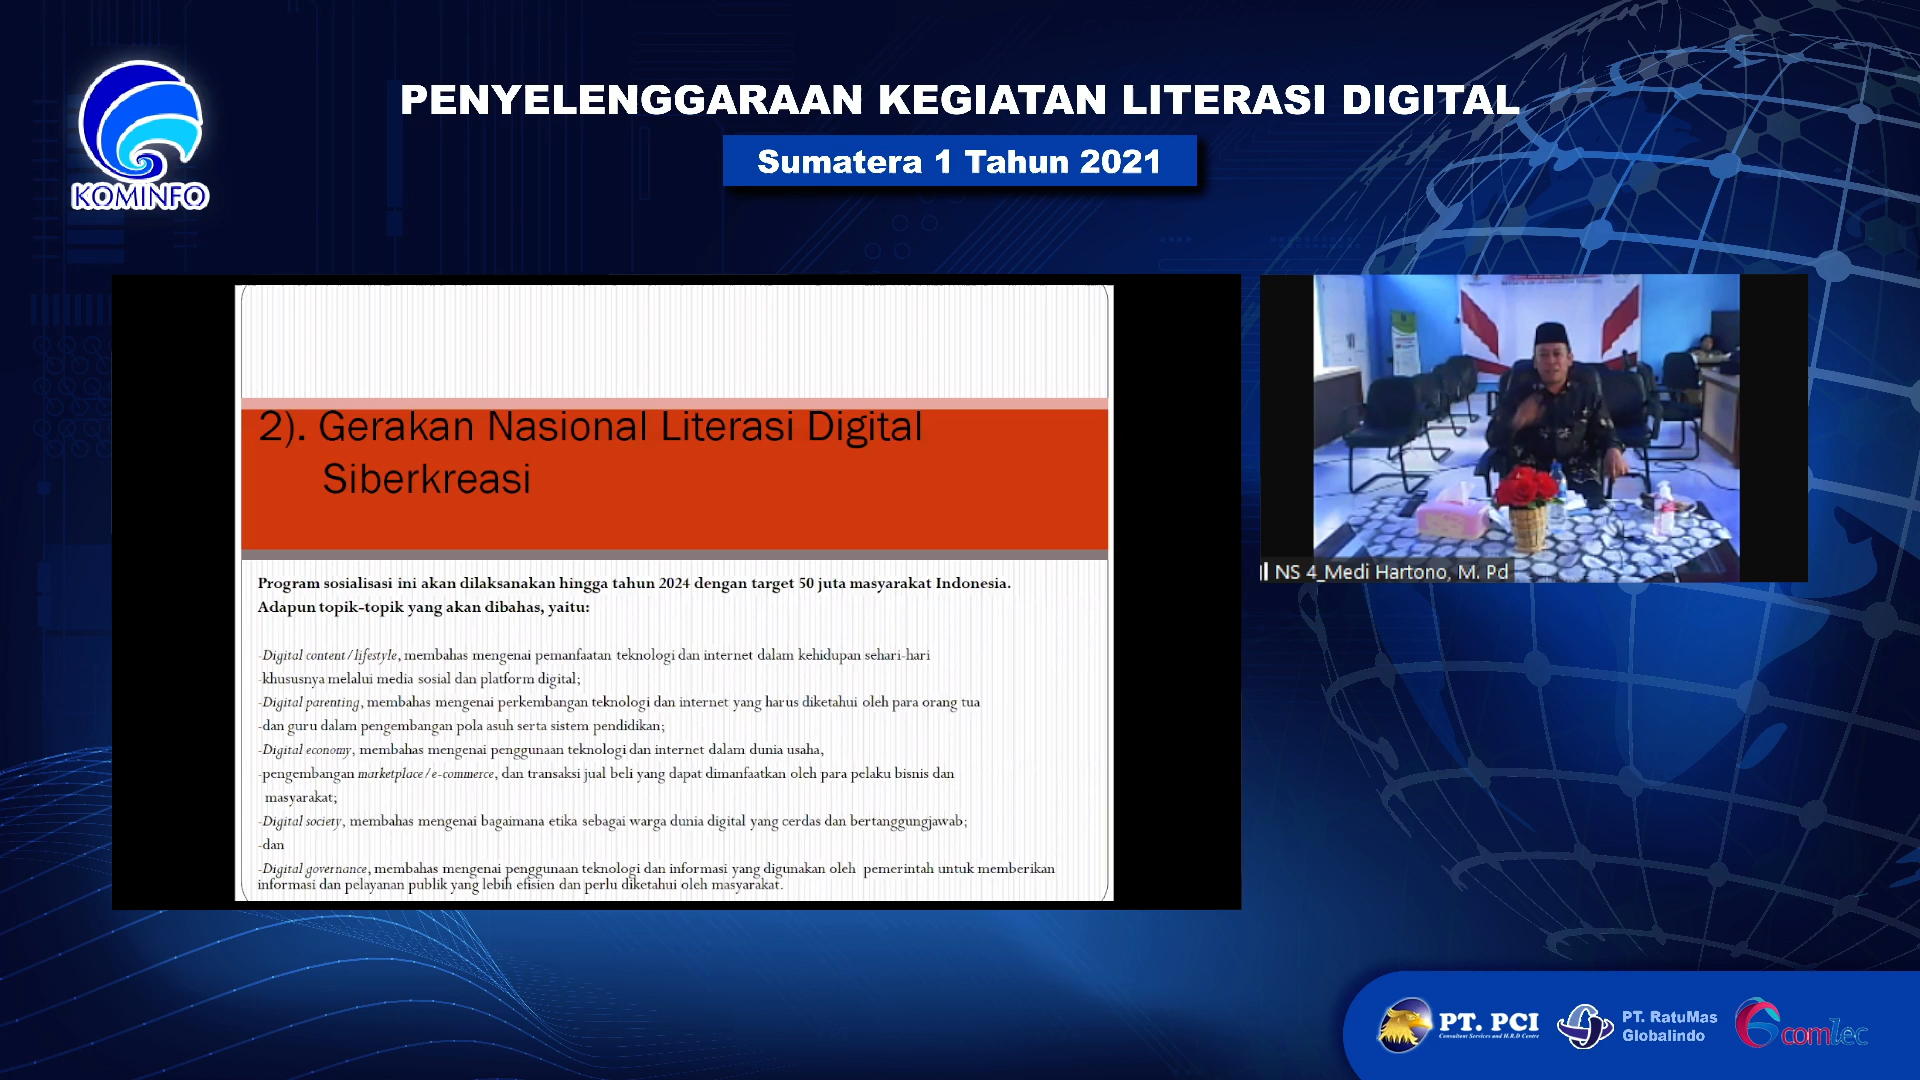 KOMINFO
PENYELENGGARAAN KEGIATAN LITERASI DIGITAL
Sumatera 1 Tahun 2021
2). Gerakan Nasional Literasi Digital
Siberkreasi
Program sosialisasi ini akan dilaksanakan hingga tahun 2024 dengan target 50 juta masyarakat Indonesia.
Adapun topik-topik yang akan dibahas, yaitu:
-Digital content/lifestyle, membahas mengenai pemanfaatan teknologi dan internet dalam kehidupan sehari-hari
-khususnya melalui media sosial dan platform digital;
-Digital parenting, membahas mengenai perkembangan teknologi dan internet yang harus diketahui oleh para orang tua
-dan guru dalam pengembangan pola asuh serta sistem pendidikan;
-Digital economy, membahas mengenai penggunaan teknologi dan internet dalam dunia usaha,
-pengembangan marketplace/e-commerce, dan transaksi jual beli yang dapat dimanfaatkan oleh para pelaku bisnis dan
masyarakat;
-Digital society, membahas mengenai bagaimana etika sebagai warga dunia digital yang cerdas dan bertanggungjawab;
-dan
-Digital governance, membahas mengenai penggunaan teknologi dan informasi yang digunakan oleh pemerintah untuk memberikan
informasi dan pelayanan publik yang lebih efisien dan perlu diketahui oleh masyarakat.
NS 4_Medi Hartono, M. Pd
PT. PCI
Consultant Services and H.R.D Centre
PT. RatuMas
Globalindo
comtec